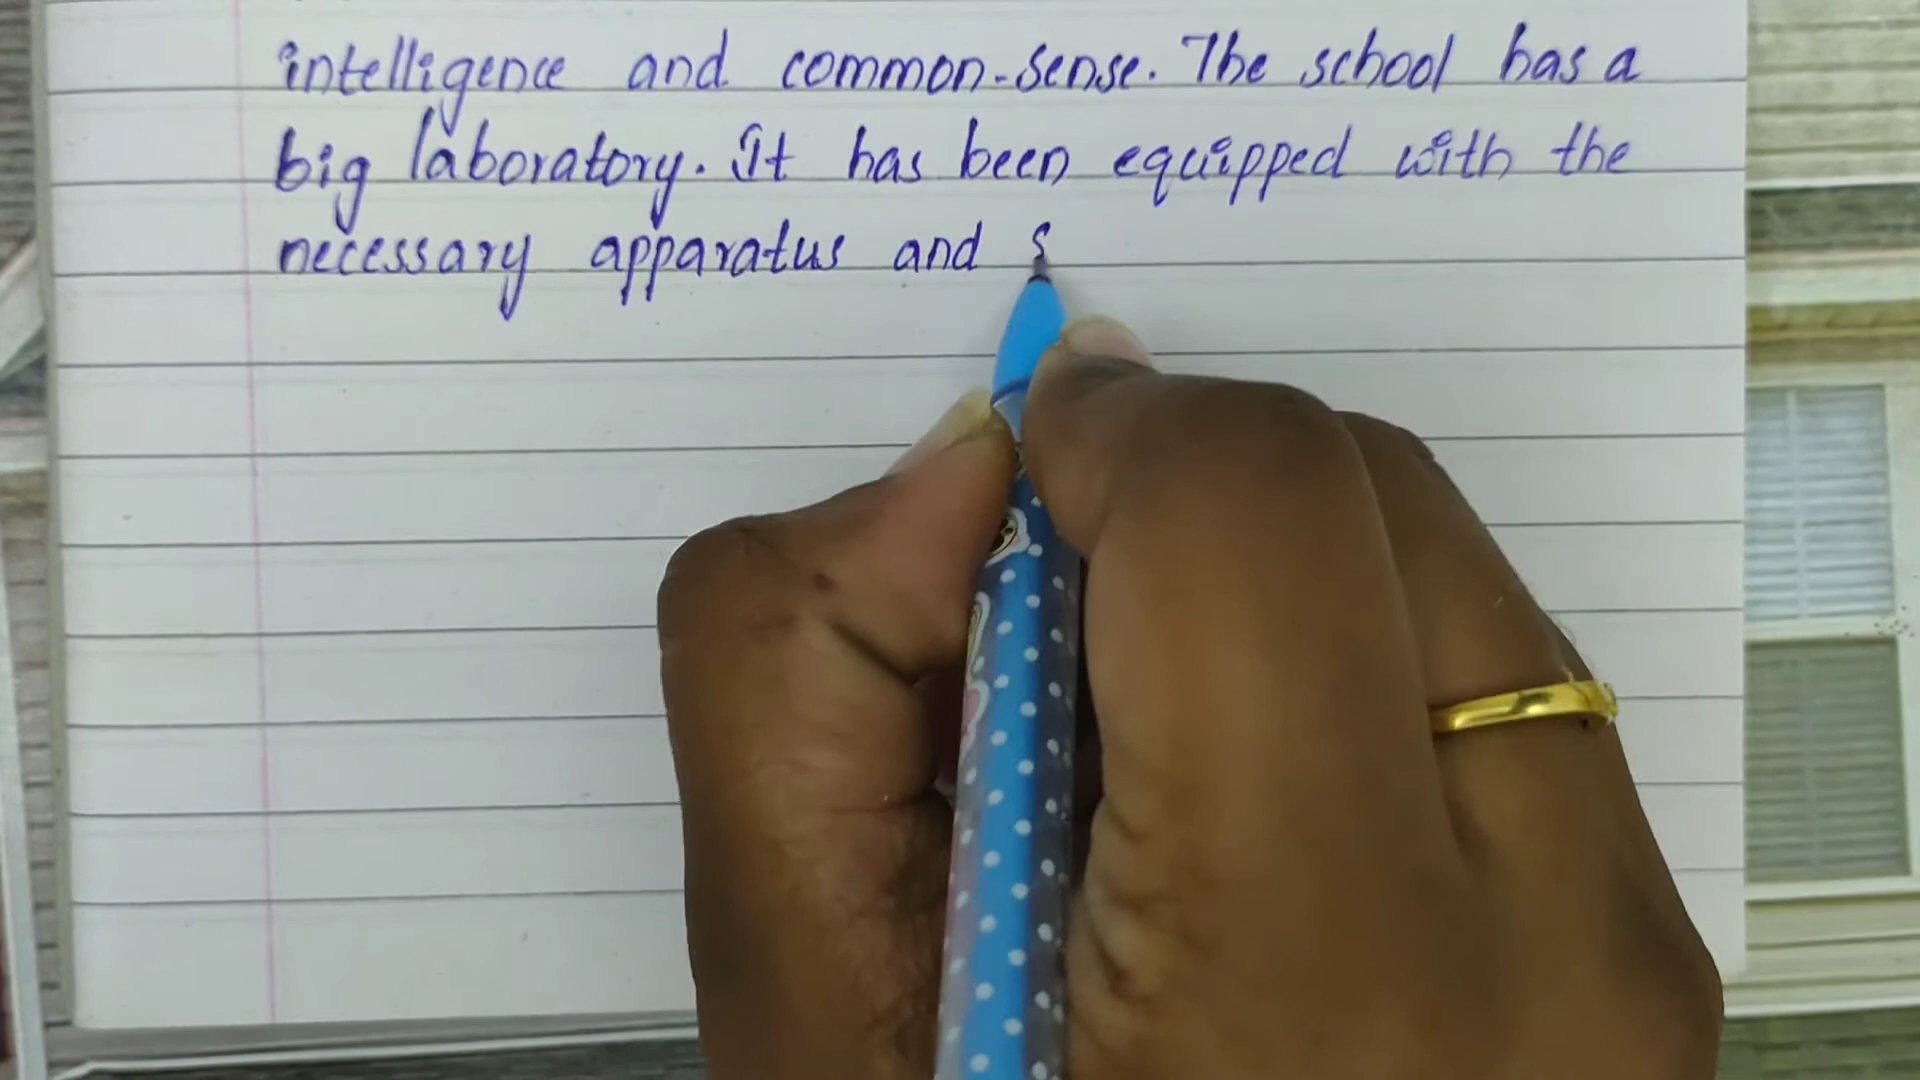 intelligence and common-sense. The school has a
big laboratory. It has been equipped with the
necessary apparatus and s